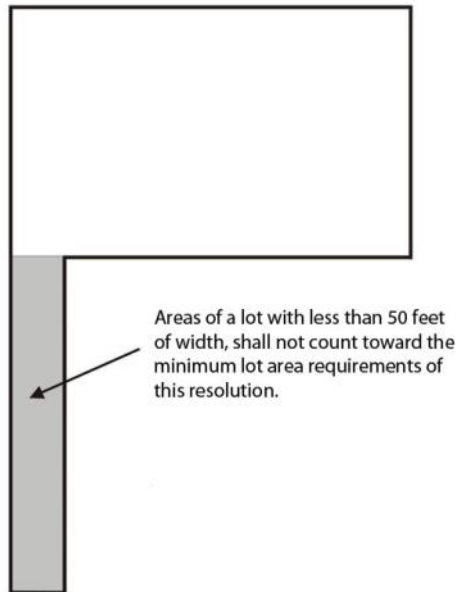 Areas of a lot with less than 50 feet
of width, shall not count toward the
minimum lot area requirements of
this resolution.